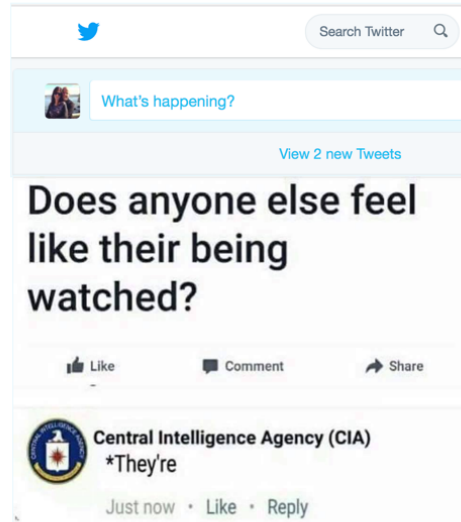 Search Twitter
What's happening?
View 2 new Tweets
Does anyone else feel
like their being
watched?
Like Comment Share
Central Intelligence Agency (CIA)
*They're
Just now · Like · Reply